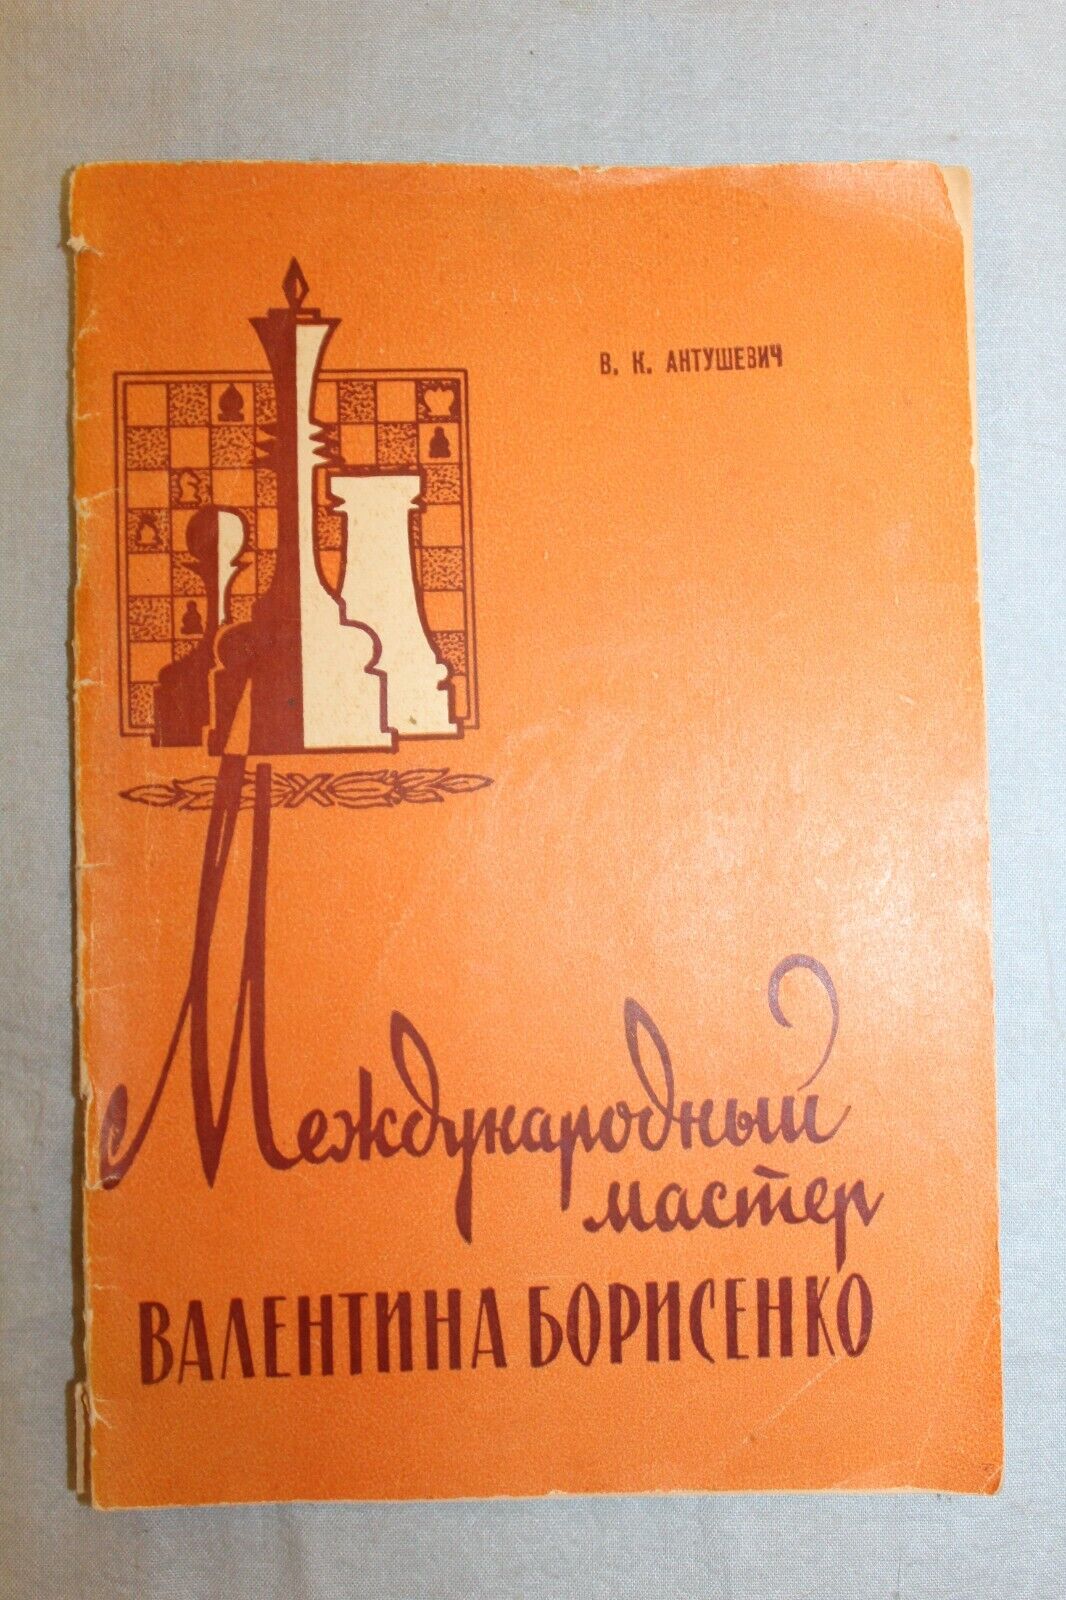 В. К. АНТУШЕВИЧ
Международный
мастер
ВАЛЕНТИНА БОРИСЕНКО